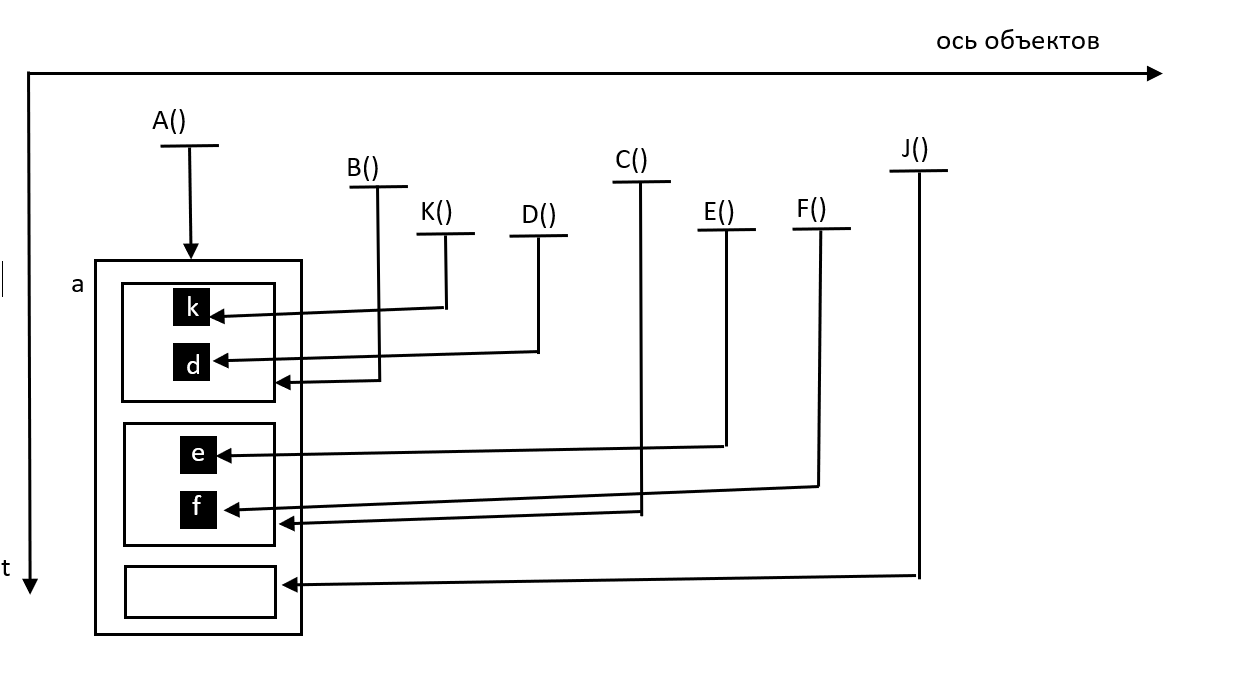 ось объектов
A()
B()
K()
D()
C()
E()
F()
J()
a
k
d
e
f
t